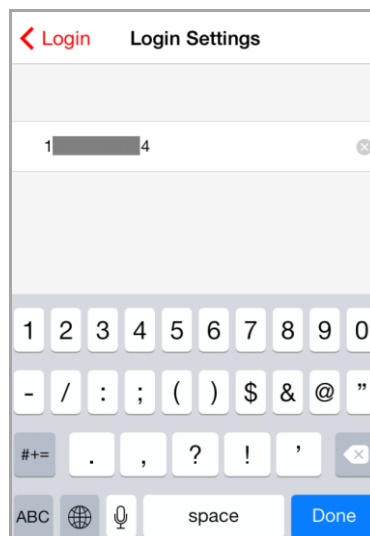 Login Login Settings
1 4
1 2 3 4 5 6 7 8 9 0
- / : ; ( ) $ & @ ”
#+= . , ? ! ’
ABC space Done